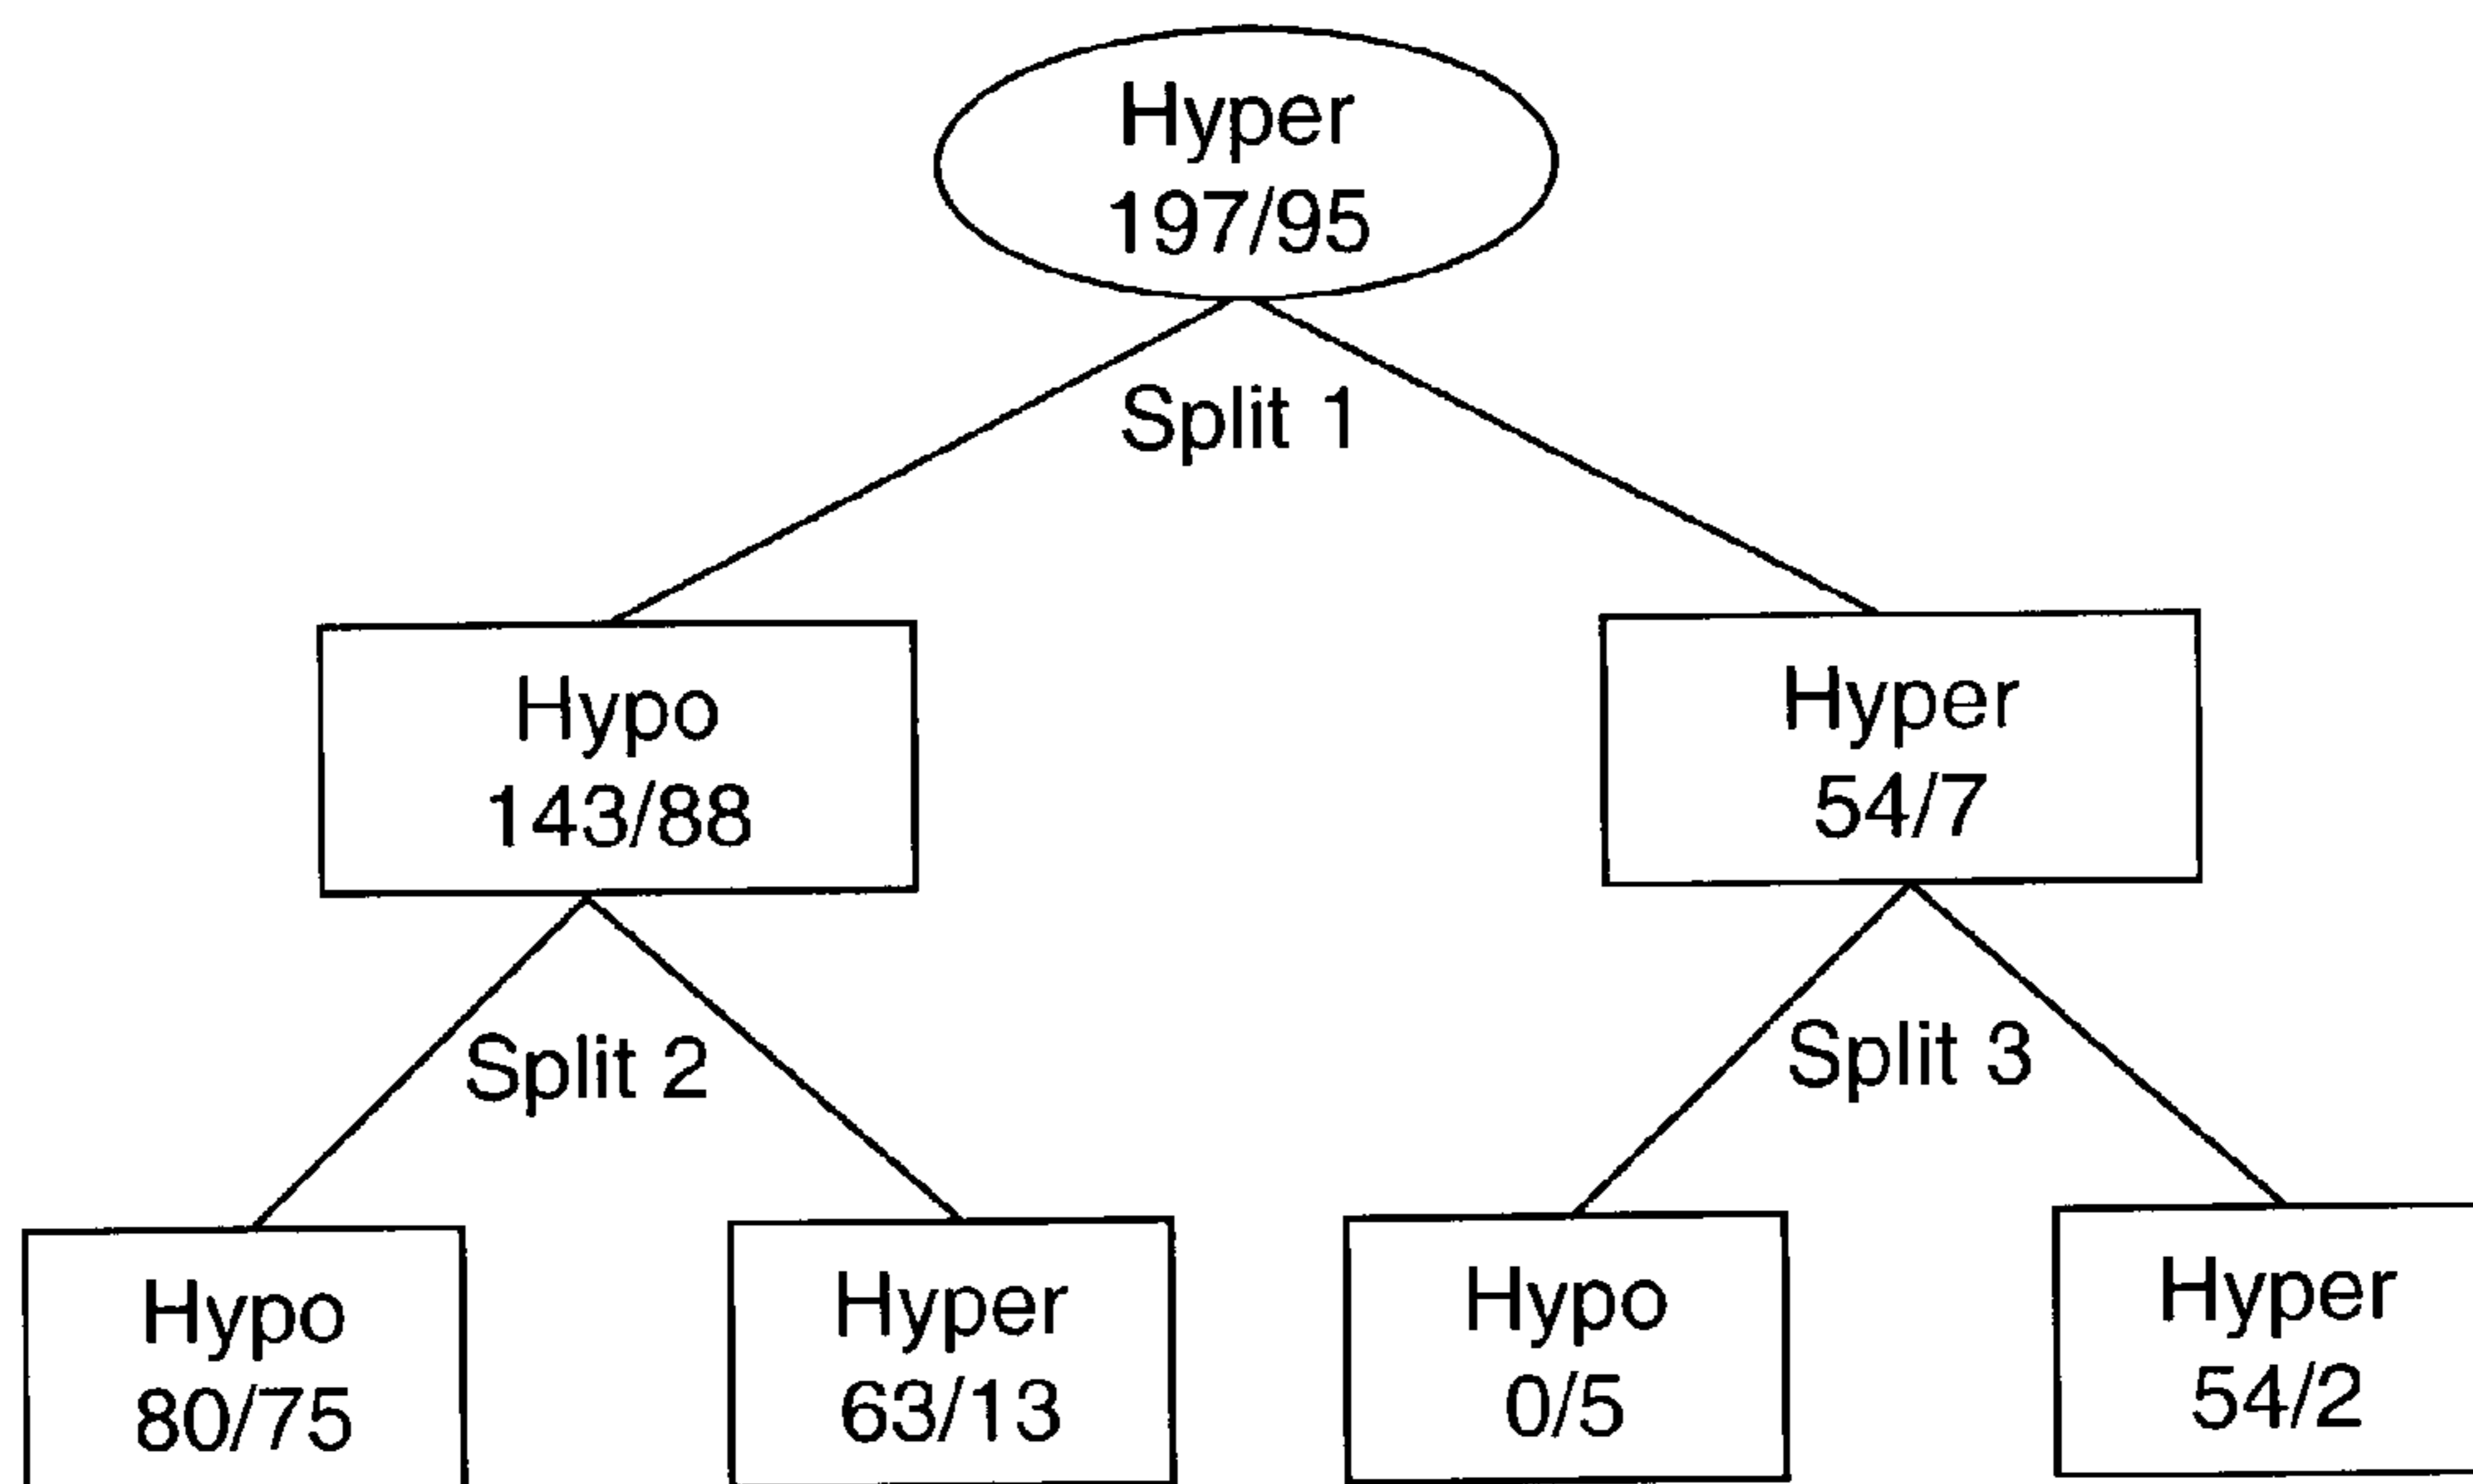 Hyper
197/95
Split 1
Hypo
143/88
Hyper
54/7
Split 2
Split 3
Hypo
80/75
Hyper
63/13
Hypo
0/5
Hyper
54/2